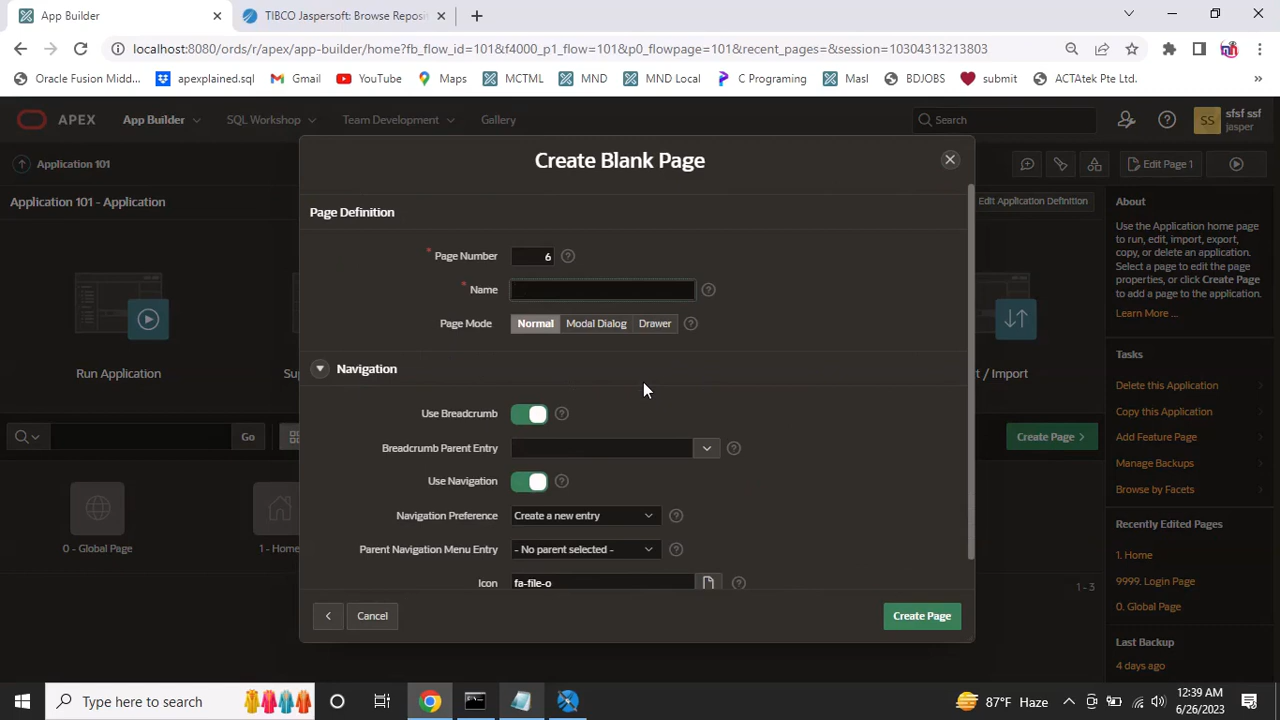 App Builder
TIBCO Jaspersoft: Browse Reposit
localhost:8080/ords/r/apex/app-builder/home?fb_flow_id=101&f4000_p1_flow=101&p0_flowpage=101&recent_pages=&session=10304313213803
Oracle Fusion Midd...
apexplained.sql
Gmail
YouTube
Maps
MCTML
MND
MND Local
C Programing
Masl
BDJOBS
submit
ACTAtek Pte Ltd.
»
APEX
App Builder
SQL Workshop
Team Development
Gallery
Search
SS
sfsf ssf
jasper
Application 101
Edit Page 1
Application 101 - Application
Edit Application Definition
Run Application
t / Import
Go
Create Page >
0 - Global Page
1 - Home
1 - 3
Create Blank Page
Page Definition
* Page Number 6
* Name
Page Mode Normal Modal Dialog Drawer
Navigation
Use Breadcrumb
Breadcrumb Parent Entry
Use Navigation
Navigation Preference Create a new entry
Parent Navigation Menu Entry - No parent selected -
Icon fa-file-o
Cancel
Create Page
About
Use the Application home page
to run, edit, import, export,
copy, or delete an application.
Select a page to edit the page
properties, or click Create Page
to add a page to the application.
Learn More ...
Tasks
Delete this Application
Copy this Application
Add Feature Page
Manage Backups
Browse by Facets
Recently Edited Pages
1. Home
9999. Login Page
0. Global Page
Last Backup
4 days ago
Type here to search
87°F Haze
12:39 AM
6/26/2023